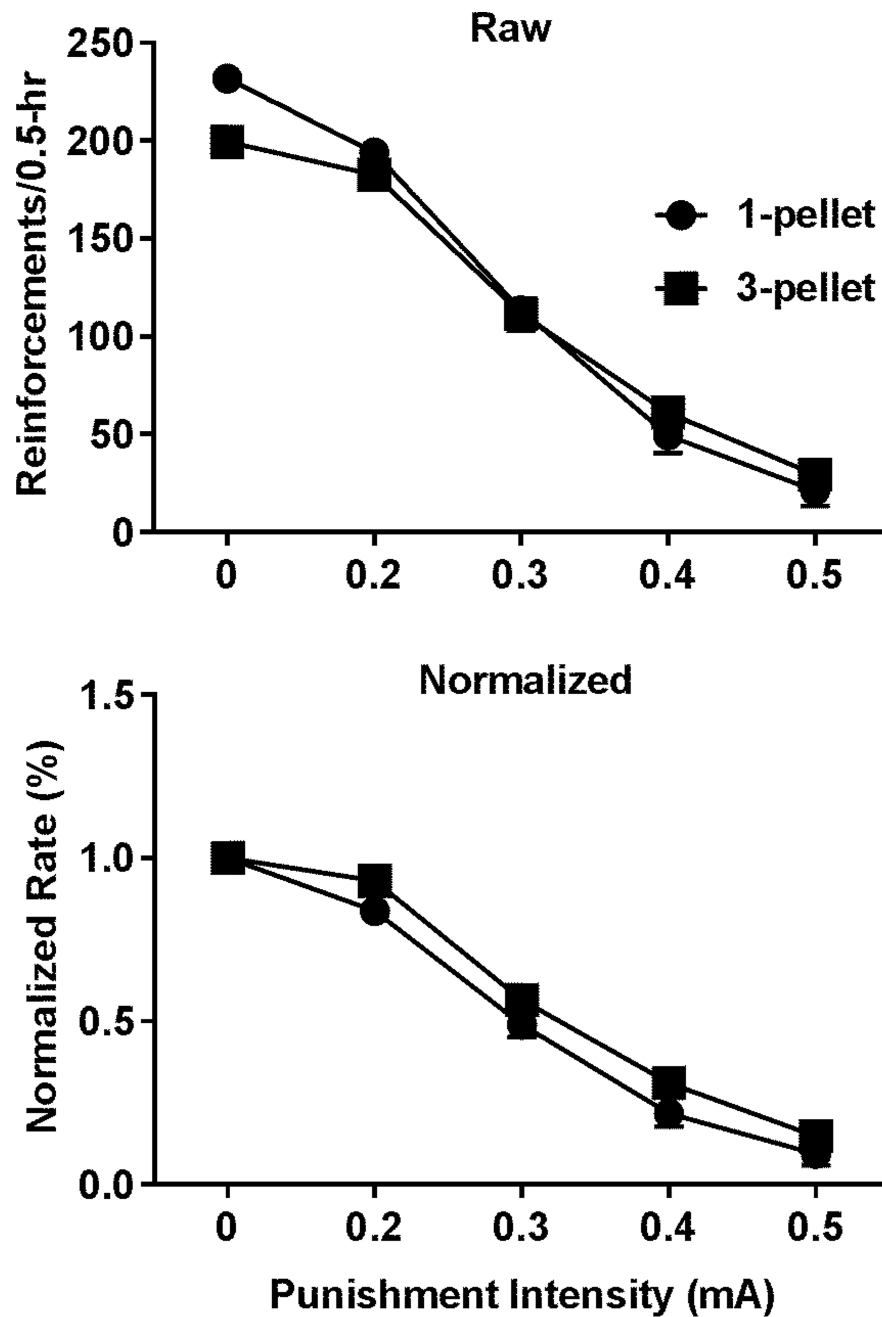 Raw
Reinforcements/0.5-hr
250
200
150
100
50
0
1-pellet
3-pellet
0 0.2 0.3 0.4 0.5
Normalized
Normalized Rate (%)
1.5
1.0
0.5
0.0
0 0.2 0.3 0.4 0.5
Punishment Intensity (mA)